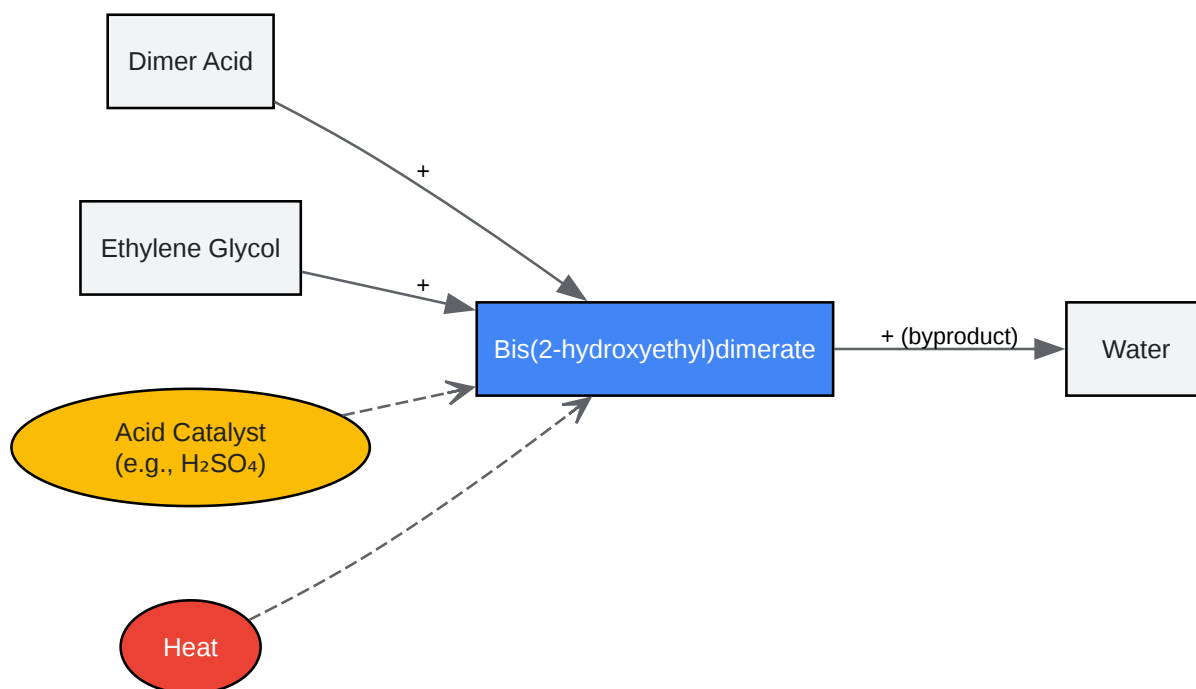 Dimer Acid
+
Ethylene Glycol
+
Bis(2-hydroxyethyl)dimerate
+ (byproduct)
Water
Acid Catalyst
(e.g., H₂SO₄)
Heat